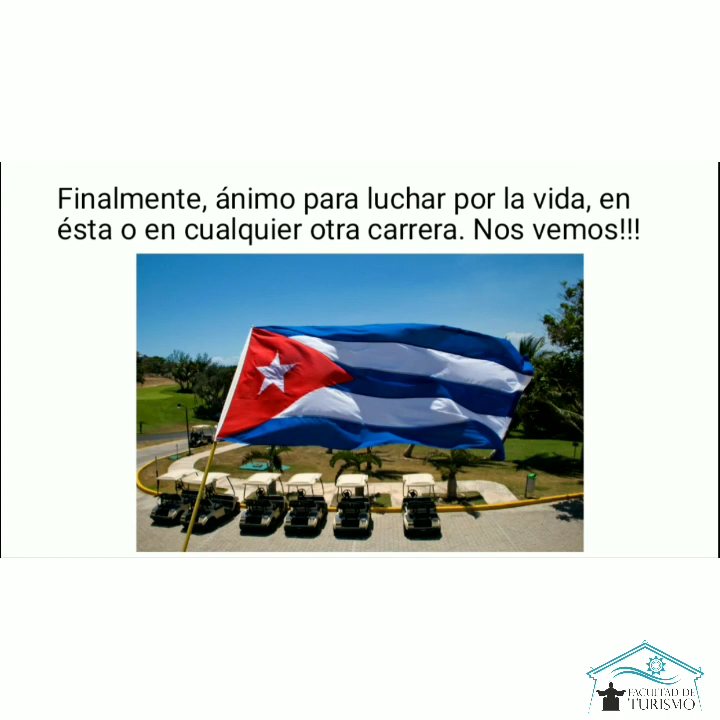 Finalmente, ánimo para luchar por la vida, en
ésta o en cualquier otra carrera. Nos vemos!!!
FACULTAD DE
TURISMO